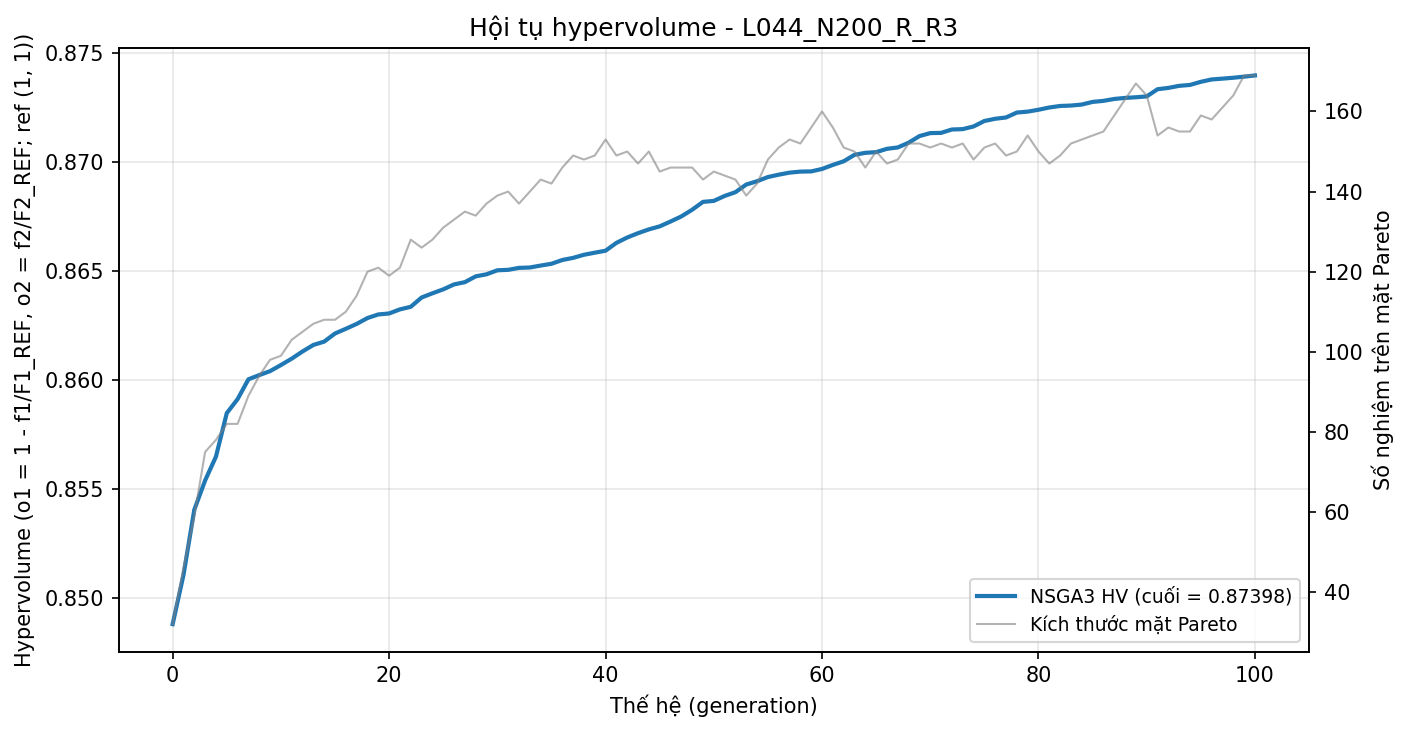 Hội tụ hypervolume - L044_N200_R_R3
Hypervolume (o1 = 1 - f1/F1_REF, o2 = f2/F2_REF; ref (1, 1))
0.875
0.870
0.865
0.860
0.855
0.850
160
140
120
100
80
60
40
Số nghiệm trên mặt Pareto
NSGA3 HV (cuối = 0.87398)
Kích thước mặt Pareto
0 20 40 60 80 100
Thế hệ (generation)